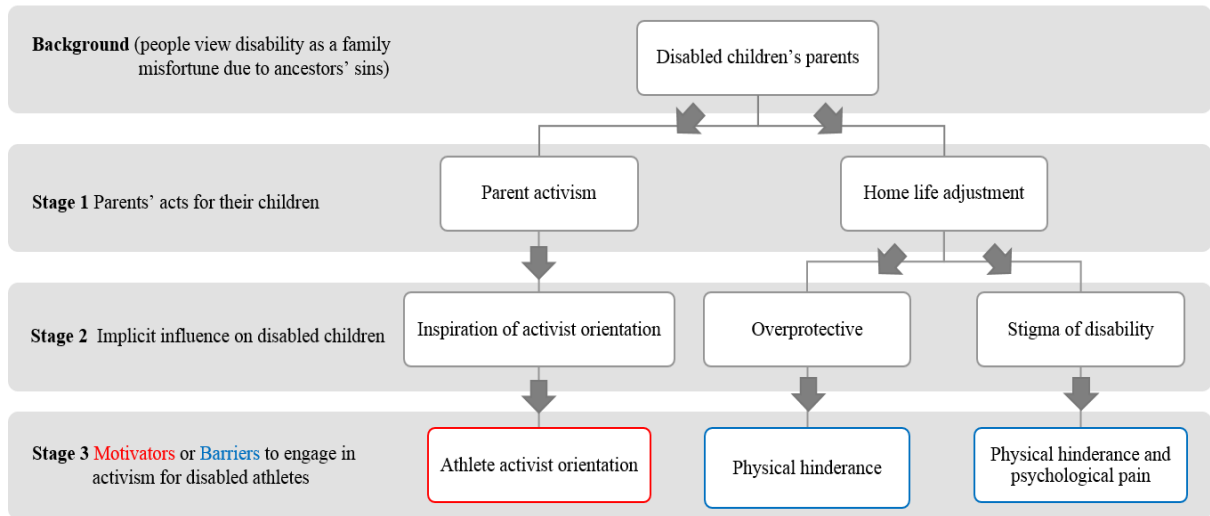 Background (people view disability as a family
misfortune due to ancestors' sins)
Disabled children's parents
Stage 1 Parents' acts for their children
Parent activism
Home life adjustment
Stage 2 Implicit influence on disabled children
Inspiration of activist orientation
Overprotective
Stigma of disability
Stage 3 Motivators or Barriers to engage in
activism for disabled athletes
Athlete activist orientation
Physical hinderance
Physical hinderance and
psychological pain